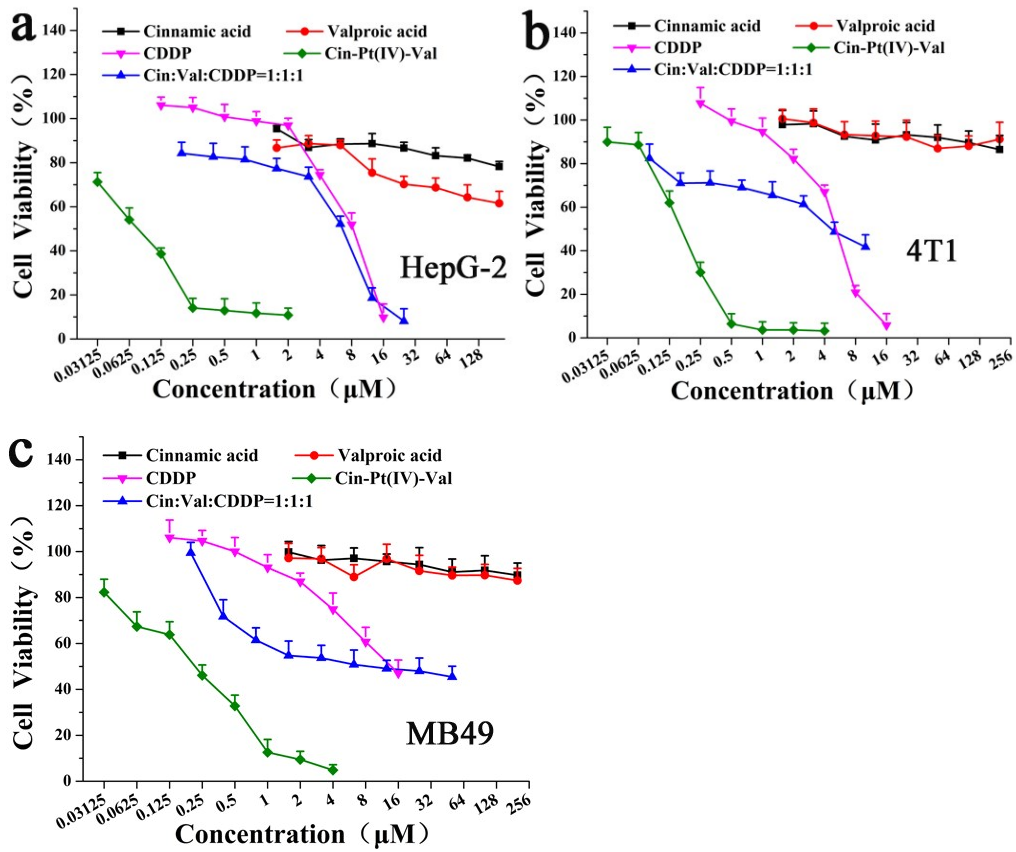 a
Cell Viability (%)
140
120
100
80
60
40
20
0
Cinnamic acid
Valproic acid
CDDP
Cin-Pt(IV)-Val
Cin:Val:CDDP=1:1:1
HepG-2
0.03125 0.0625 0.125 0.25 0.5 1 2 4 8 16 32 64 128
Concentration（μM）
b
Cell Viability (%)
140
120
100
80
60
40
20
0
Cinnamic acid
Valproic acid
CDDP
Cin-Pt(IV)-Val
Cin:Val:CDDP=1:1:1
4T1
0.03125 0.0625 0.125 0.25 0.5 1 2 4 8 16 32 64 128 256
Concentration（μM）
c
Cell Viability (%)
140
120
100
80
60
40
20
0
Cinnamic acid
Valproic acid
CDDP
Cin-Pt(IV)-Val
Cin:Val:CDDP=1:1:1
MB49
0.03125 0.0625 0.125 0.25 0.5 1 2 4 8 16 32 64 128 256
Concentration（μM）